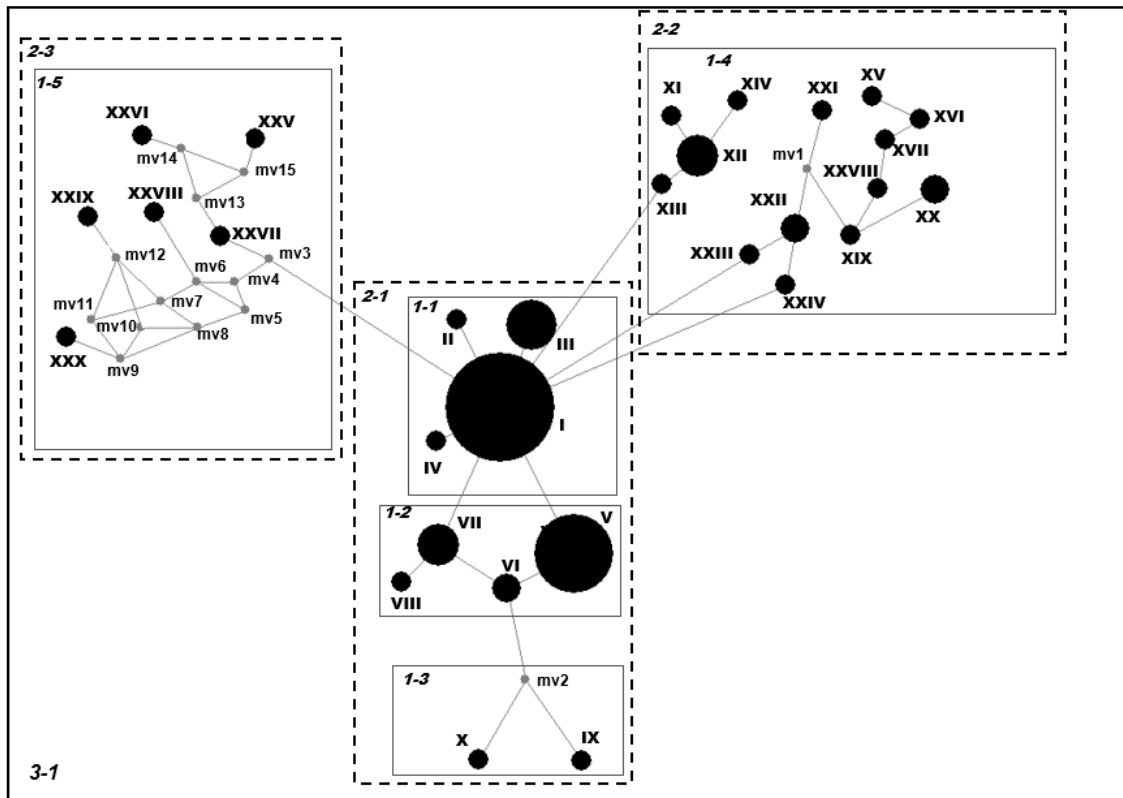 2-3
1-5
XXVI
XXV
mv14
mv15
XXIX
XXVIII
mv13
XXVII
mv12
mv3
mv6
mv4
mv11
mv7
mv10
mv5
mv8
XXX
mv9
2-2
1-4
XI
XIV
XXI
XV
XVI
XII
mv1
XVII
XIII
XXVIII
XXII
XX
XXIII
XIX
XXIV
2-1
1-1
II
III
I
IV
1-2
VII
V
VI
VIII
1-3
mv2
X
IX
3-1